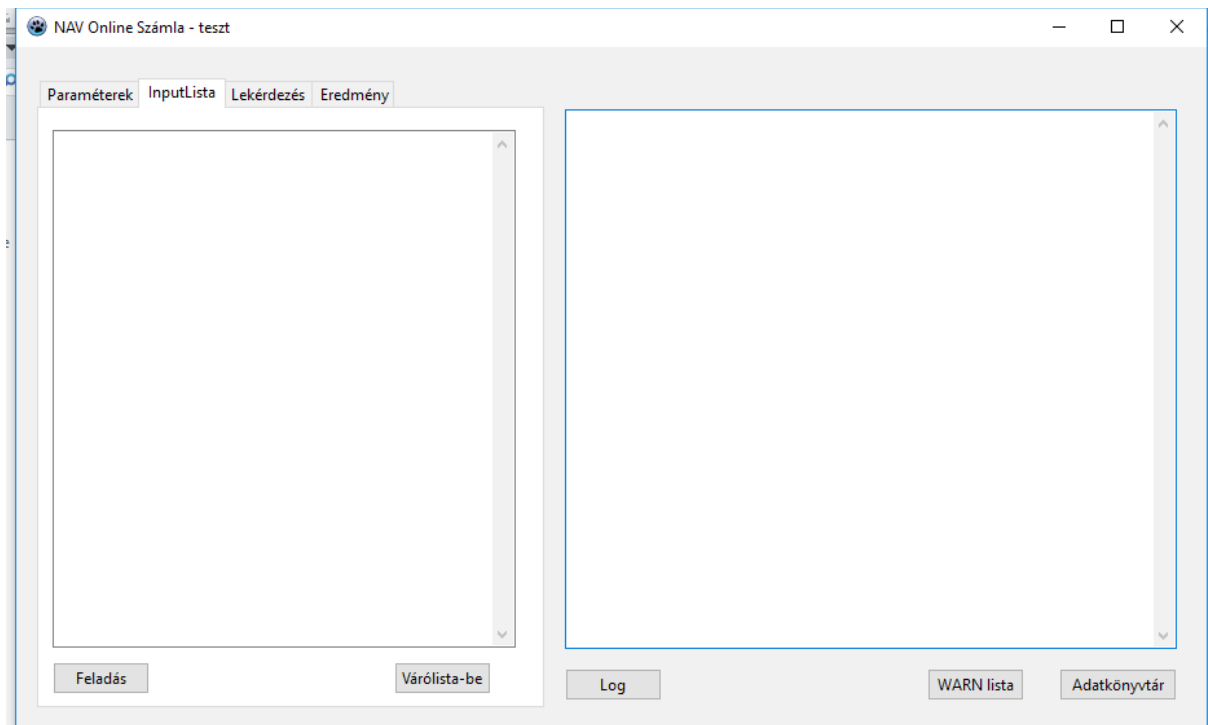 NAV Online Számla - teszt
Paraméterek InputLista Lekérdezés Eredmény
Feladás Várólista-be
Log WARN lista Adatkönyvtár